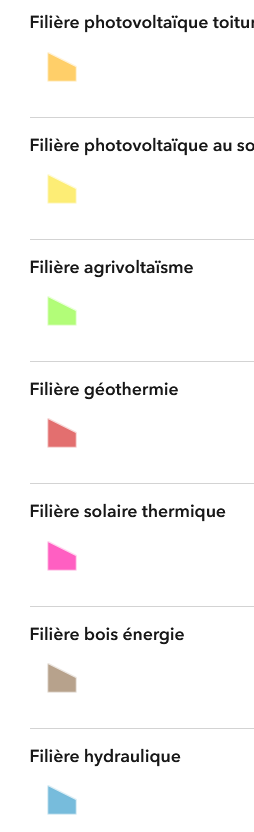 Filière photovoltaïque
Filière photovoltaïque au
Filière agrivoltaïsme
Filière géothermie
Filière solaire thermique
Filière bois énergie
Filière hydraulique